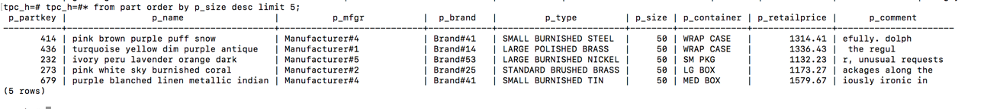 tpc_h=# tpc_h=#* from part order by p_size desc limit 5;
p_partkey | p_name | p_mfgr | p_brand | p_type | p_size | p_container | p_retailprice | p_comment
414 | pink brown purple puff snow | Manufacturer#4 | Brand#41 | SMALL BURNISHED STEEL | 50 | WRAP CASE | 1314.41 | efully. dolph
436 | turquoise yellow dim purple antique | Manufacturer#1 | Brand#14 | LARGE POLISHED BRASS | 50 | WRAP CASE | 1336.43 | the regul
232 | ivory peru lavender orange dark | Manufacturer#5 | Brand#53 | LARGE BURNISHED NICKEL | 50 | SM PKG | 1132.23 | r, unusual requests
273 | pink white sky burnished coral | Manufacturer#2 | Brand#25 | STANDARD BRUSHED BRASS | 50 | LG BOX | 1173.27 | ackages along the
679 | purple blanched linen metallic indian | Manufacturer#4 | Brand#41 | SMALL BURNISHED TIN | 50 | MED BOX | 1579.67 | iously ironic in
(5 rows)